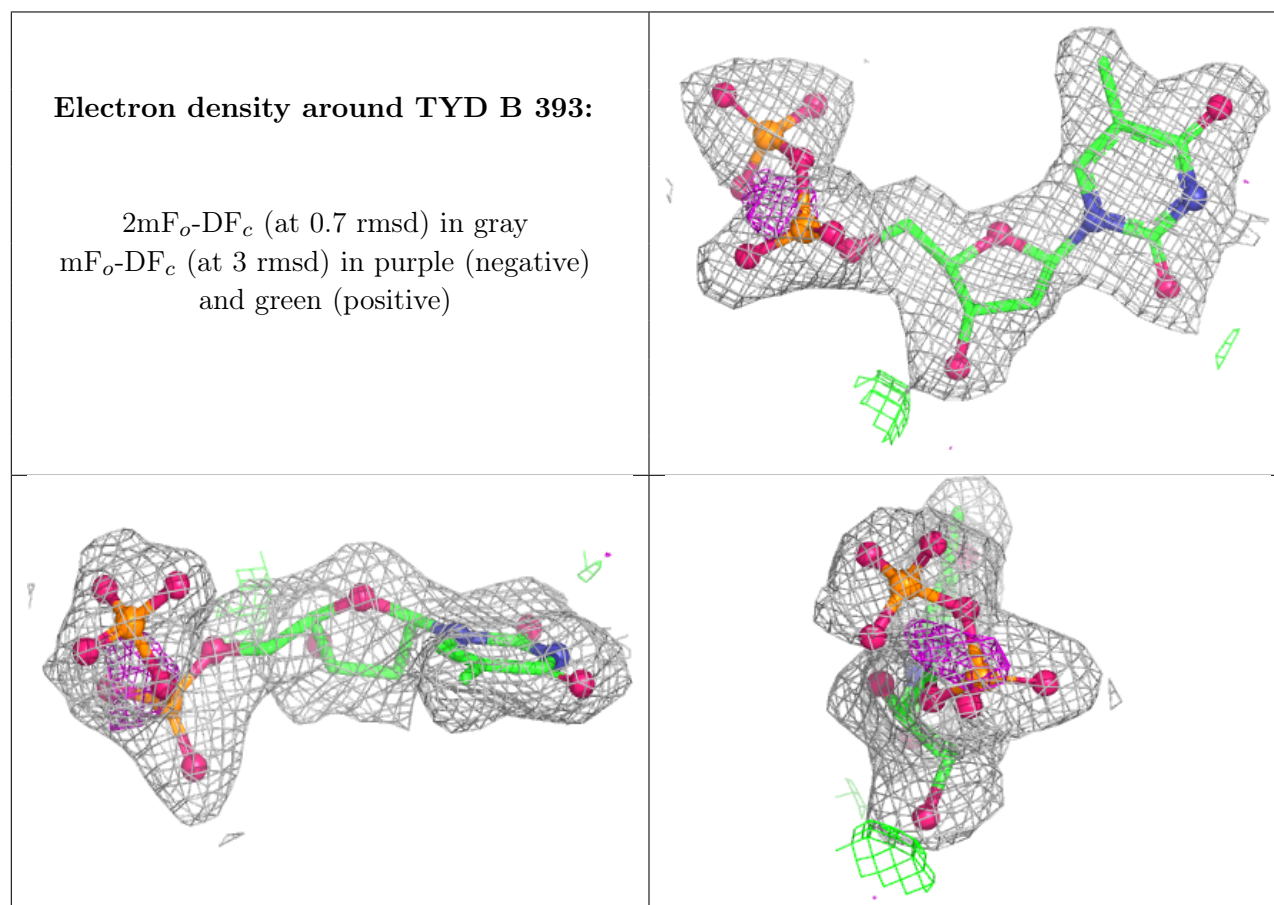 Electron density around TYD B 393:
2mFo-DFc (at 0.7 rmsd) in gray
mFo-DFc (at 3 rmsd) in purple (negative)
and green (positive)